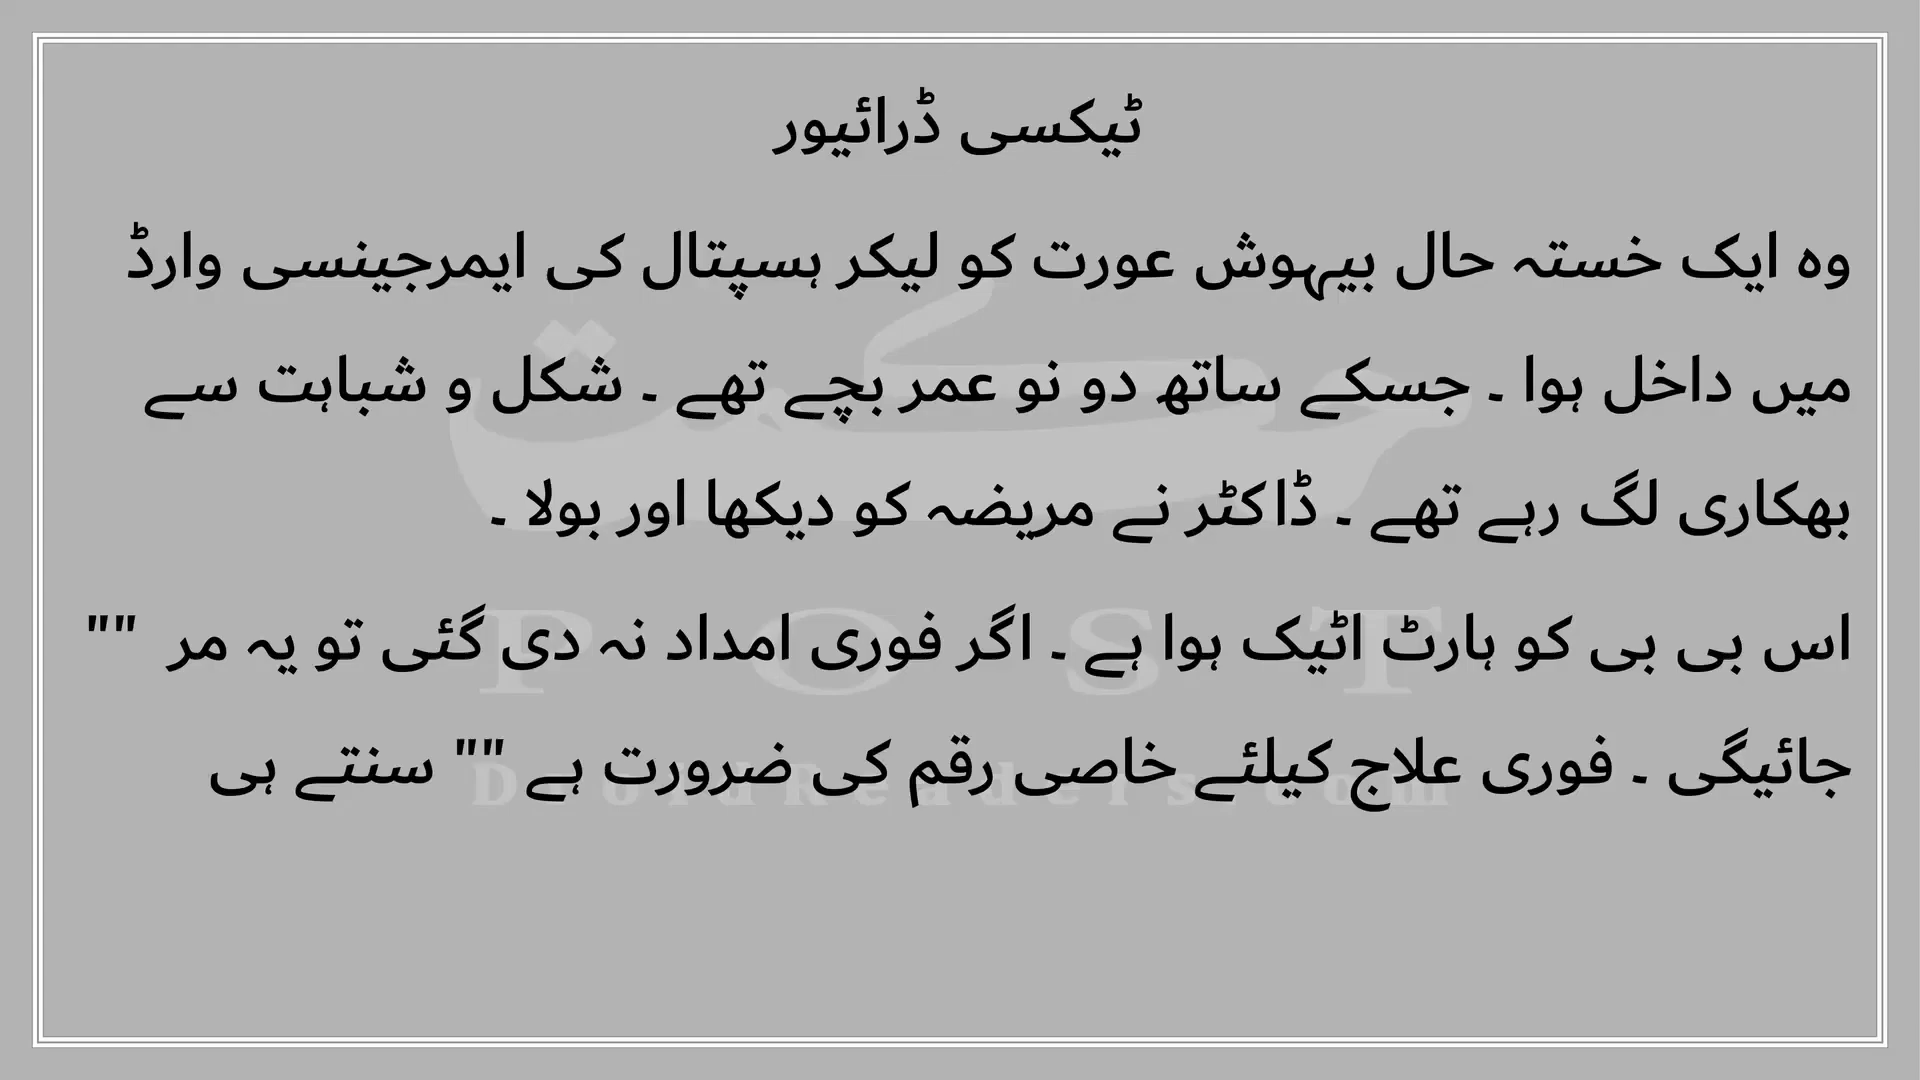 ٹیکسی ڈرائیور
وہ ایک خستہ حال بیہوش عورت کو لیکر ہسپتال کی ایمرجینسی وارڈ
میں داخل ہوا ۔ جسکے ساتھ دو نو عمر بچے تھے ۔ شکل و شباہت سے
بھکاری لگ رہے تھے ۔ ڈاکٹر نے مریضہ کو دیکھا اور بولا ۔
اس بی بی کو ہارٹ اٹیک ہوا ہے ۔ اگر فوری امداد نہ دی گئی تو یہ مر ""
جائیگی ۔ فوری علاج کیلئے خاصی رقم کی ضرورت ہے "" سنتے ہی
POST
DroidReaders.com